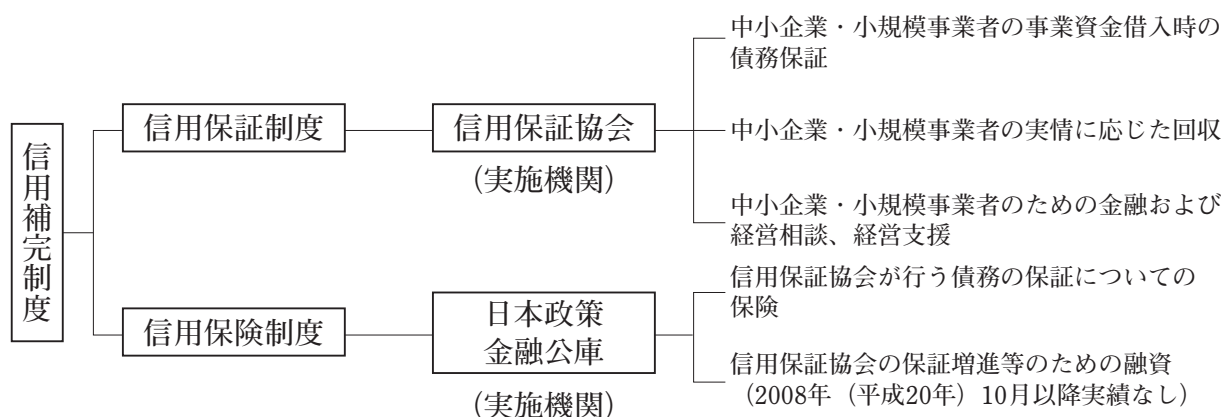 信用補完制度
信用保証制度
信用保証協会
（実施機関）
中小企業・小規模事業者の事業資金借入時の
債務保証
中小企業・小規模事業者の実情に応じた回収
中小企業・小規模事業者のための金融および
経営相談、経営支援
信用保険制度
日本政策
金融公庫
（実施機関）
信用保証協会が行う債務の保証についての
保険
信用保証協会の保証増進等のための融資
（2008年（平成20年）10月以降実績なし）